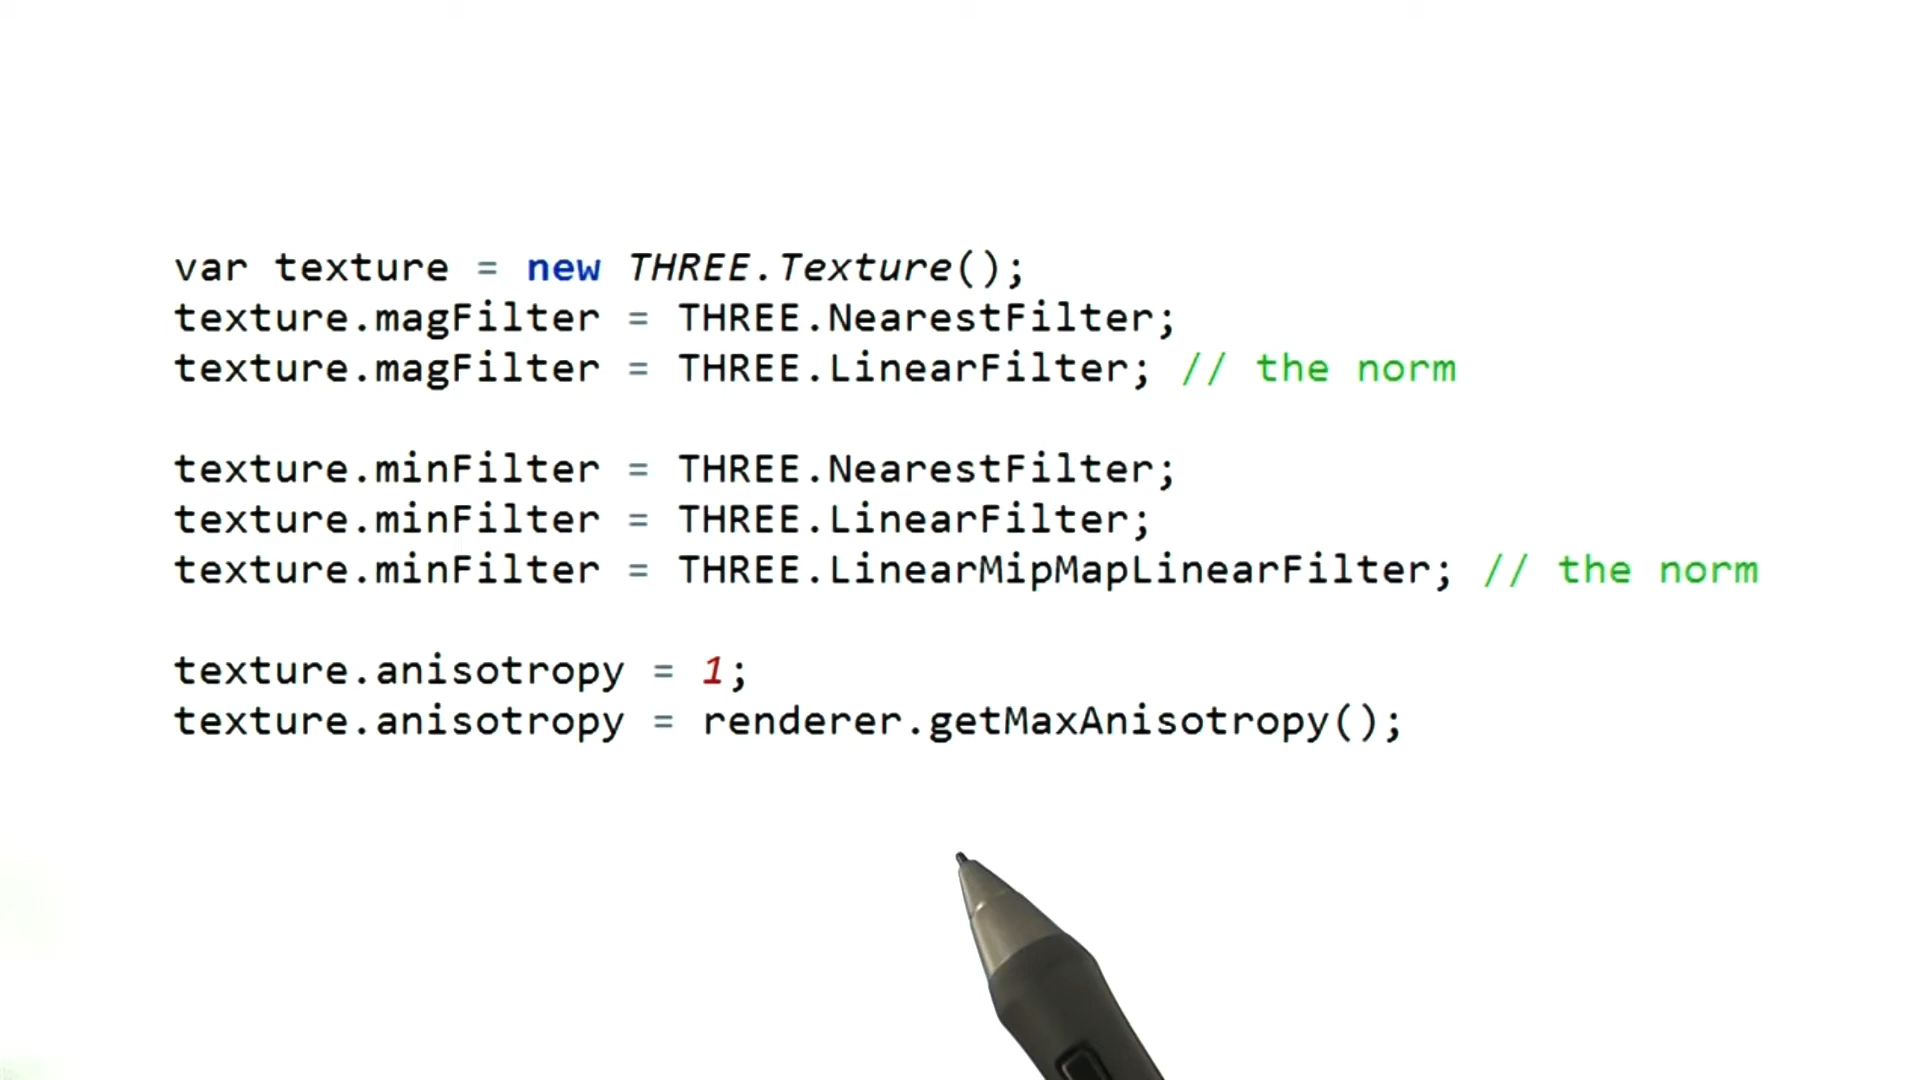 var texture = new THREE.Texture();
texture.magFilter = THREE.NearestFilter;
texture.magFilter = THREE.LinearFilter; // the norm
texture.minFilter = THREE.NearestFilter;
texture.minFilter = THREE.LinearFilter;
texture.minFilter = THREE.LinearMipMapLinearFilter; // the norm
texture.anisotropy = 1;
texture.anisotropy = renderer.getMaxAnisotropy();